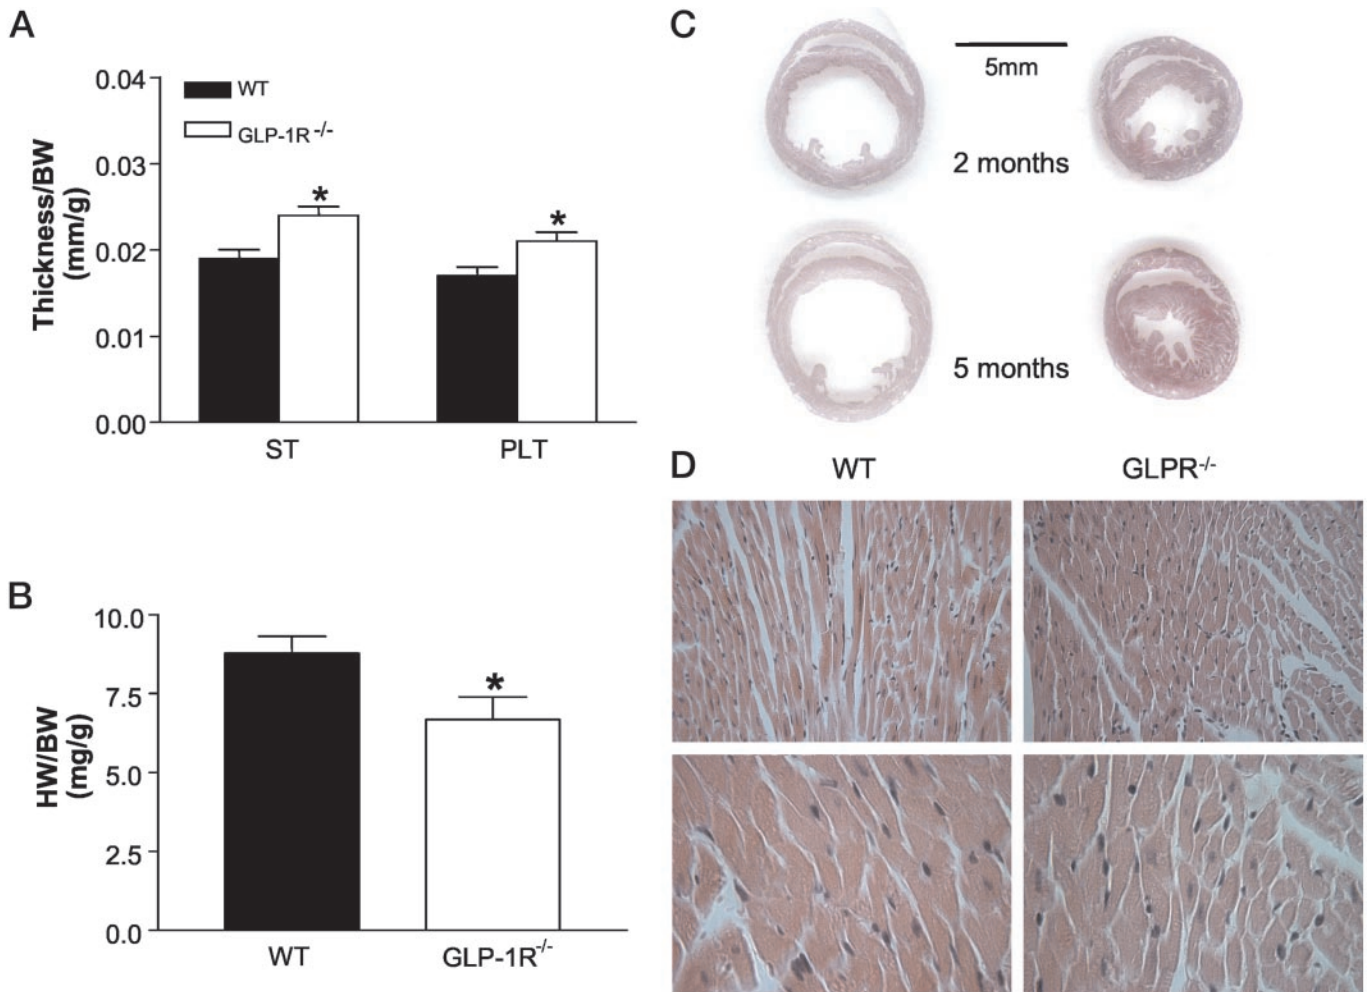 A
Thickness/BW
(mm/g)
0.04
0.03
0.02
0.01
0.00
WT
GLP-1R-/-
*
*
ST
PLT
B
HW/BW
(mg/g)
10.0
7.5
5.0
2.5
0.0
*
WT
GLP-1R-/-
C
5mm
2 months
5 months
D
WT
GLPR-/-